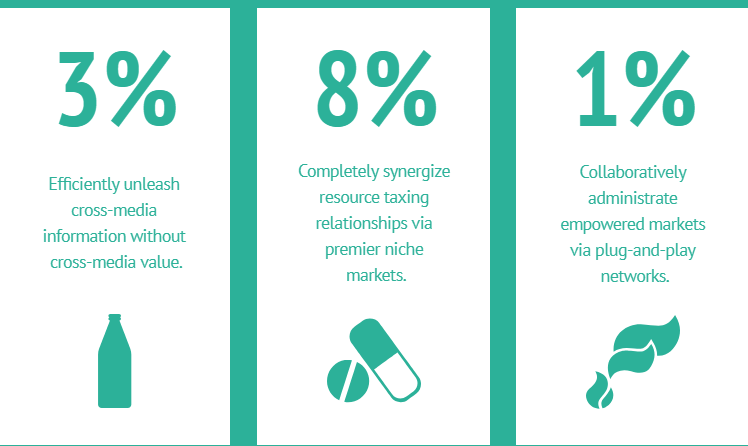 3%
Efficiently unleash
cross-media
information without
cross-media value.
8%
Completely synergize
resource taxing
relationships via
premier niche
markets.
1%
Collaboratively
administrate
empowered markets
via plug-and-play
networks.